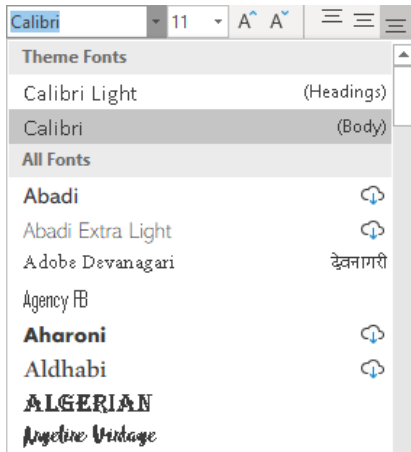 Calibri 11 A A
Theme Fonts
Calibri Light (Headings)
Calibri (Body)
All Fonts
Abadi
Abadi Extra Light
Adobe Devanagari देवनागरी
Agency FB
Aharoni
Aldhabi
ALGERIAN
Angeline Vintage